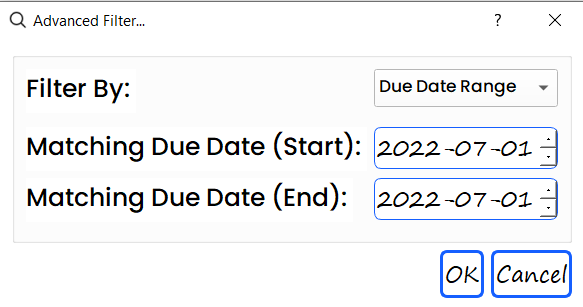 Advanced Filter... ?
Filter By: Due Date Range
Matching Due Date (Start): 2022-07-01
Matching Due Date (End): 2022-07-01
OK Cancel